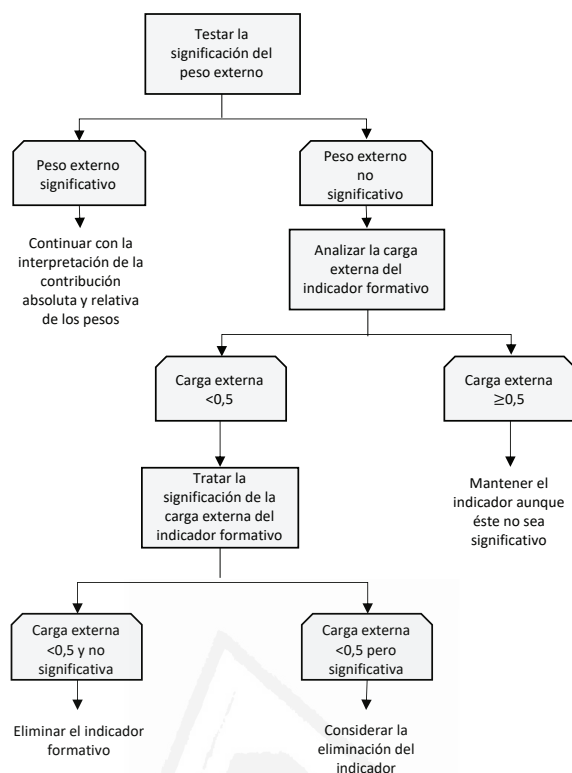 Testar la
significación del
peso externo
Peso externo
significativo
Peso externo
no
significativo
Continuar con la
interpretación de la
contribución
absoluta y relativa
de los pesos
Analizar la carga
externa del
indicador formativo
Carga externa
<0,5
Carga externa
≥0,5
Tratar la
significación de la
carga externa del
indicador formativo
Mantener el
indicador aunque
éste no sea
significativo
Carga externa
<0,5 y no
significativa
Carga externa
<0,5 pero
significativa
Eliminar el indicador
formativo
Considerar la
eliminación del
indicador